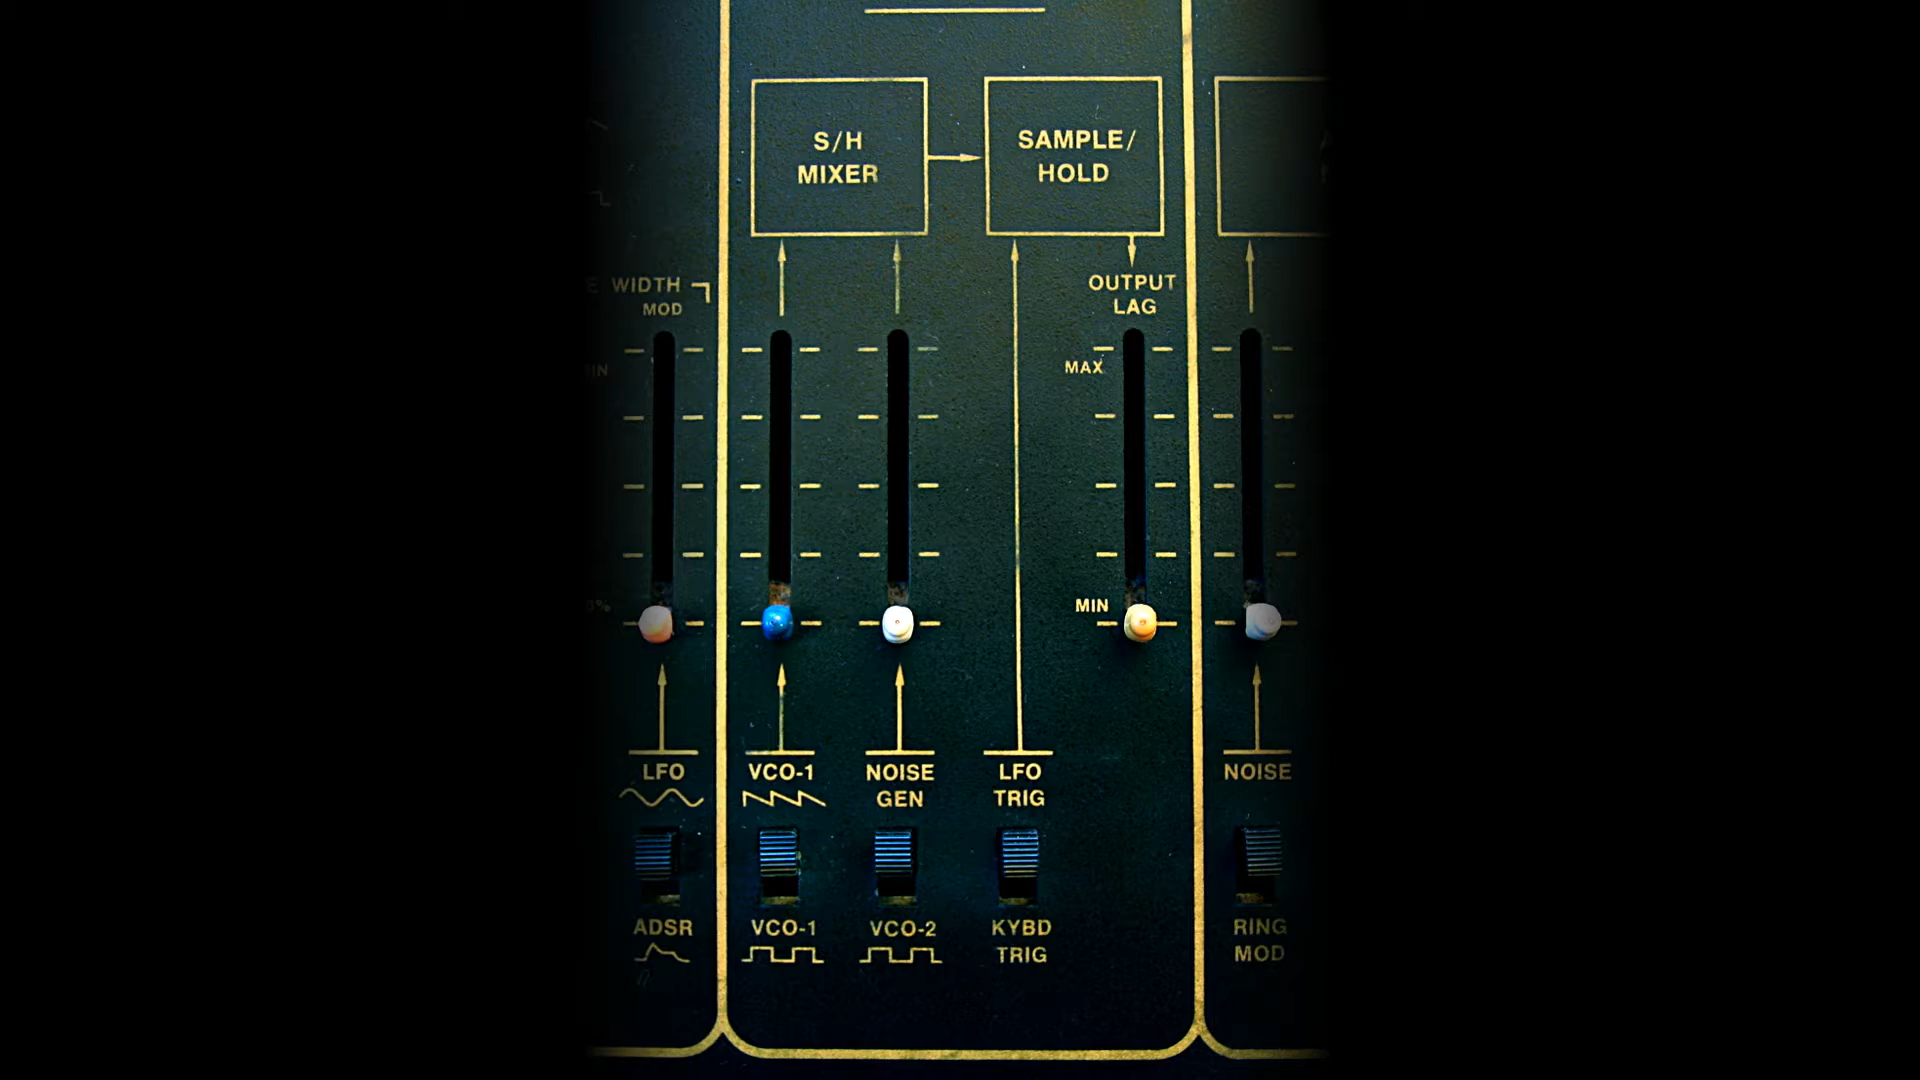 S/H
MIXER
SAMPLE/
HOLD
WIDTH
MOD
OUTPUT
LAG
MAX
MIN
LFO
VCO-1
NOISE
GEN
LFO
TRIG
NOISE
ADSR
VCO-1
VCO-2
KYBD
TRIG
RING
MOD